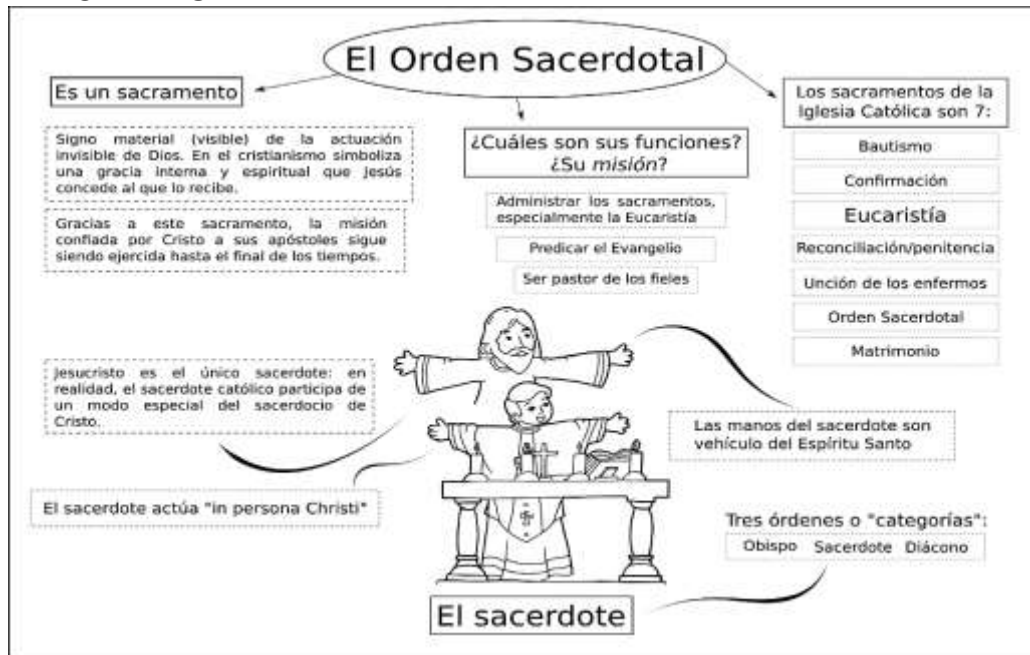 El Orden Sacerdotal
Es un sacramento
Signo material (visible) de la actuación
invisible de Dios. En el cristianismo simboliza
una gracia interna y espiritual que Jesús
concede al que lo recibe.
Gracias a este sacramento, la misión
confiada por Cristo a sus apóstoles sigue
siendo ejercida hasta el final de los tiempos.
¿Cuáles son sus funciones?
¿Su misión?
Administrar los sacramentos,
especialmente la Eucaristía
Predicar el Evangelio
Ser pastor de los fieles
Los sacramentos de la
Iglesia Católica son 7:
Bautismo
Confirmación
Eucaristía
Reconciliación/penitencia
Unción de los enfermos
Orden Sacerdotal
Matrimonio
Jesucristo es el único sacerdote: en
realidad, el sacerdote católico participa de
un modo especial del sacerdocio de
Cristo.
Las manos del sacerdote son
vehículo del Espíritu Santo
El sacerdote actúa "in persona Christi"
Tres órdenes o "categorías":
Obispo Sacerdote Diácono
El sacerdote